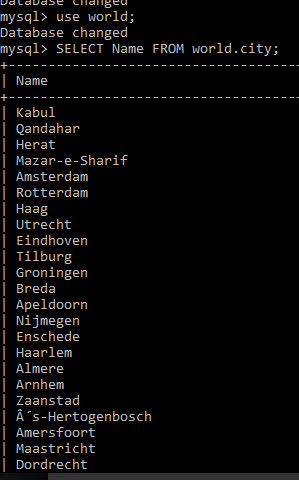 Database changed
mysql> use world;
Database changed
mysql> SELECT Name FROM world.city;
+---------------------------------------
| Name
+---------------------------------------
| Kabul
| Qandahar
| Herat
| Mazar-e-Sharif
| Amsterdam
| Rotterdam
| Haag
| Utrecht
| Eindhoven
| Tilburg
| Groningen
| Breda
| Apeldoorn
| Nijmegen
| Enschede
| Haarlem
| Almere
| Arnhem
| Zaanstad
| Â´s-Hertogenbosch
| Amersfoort
| Maastricht
| Dordrecht